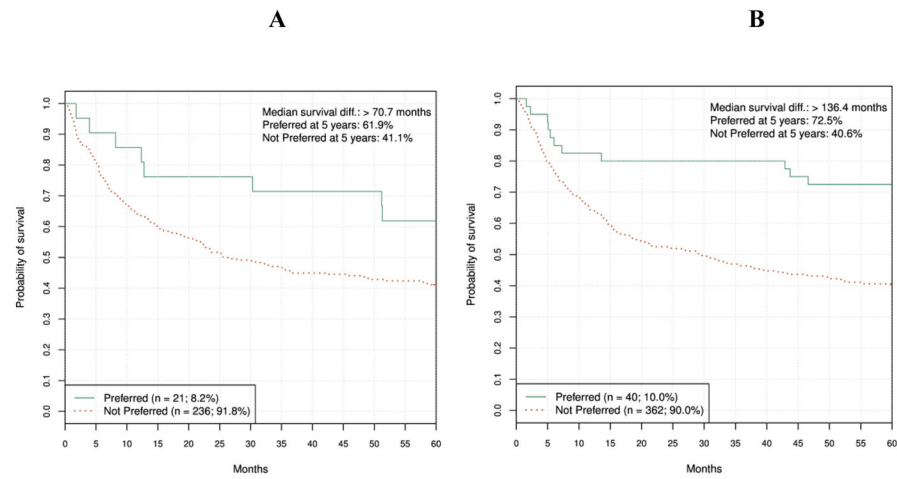 A
B
Median survival diff.: > 70.7 months
Preferred at 5 years: 61.9%
Not Preferred at 5 years: 41.1%
Probability of survival
1.0
0.9
0.8
0.7
0.6
0.5
0.4
0.3
0.2
0.1
0.0
Preferred (n = 21; 8.2%)
Not Preferred (n = 236; 91.8%)
0 5 10 15 20 25 30 35 40 45 50 55 60
Months
Median survival diff.: > 136.4 months
Preferred at 5 years: 72.5%
Not Preferred at 5 years: 40.6%
Probability of survival
1.0
0.9
0.8
0.7
0.6
0.5
0.4
0.3
0.2
0.1
0.0
Preferred (n = 40; 10.0%)
Not Preferred (n = 362; 90.0%)
0 5 10 15 20 25 30 35 40 45 50 55 60
Months